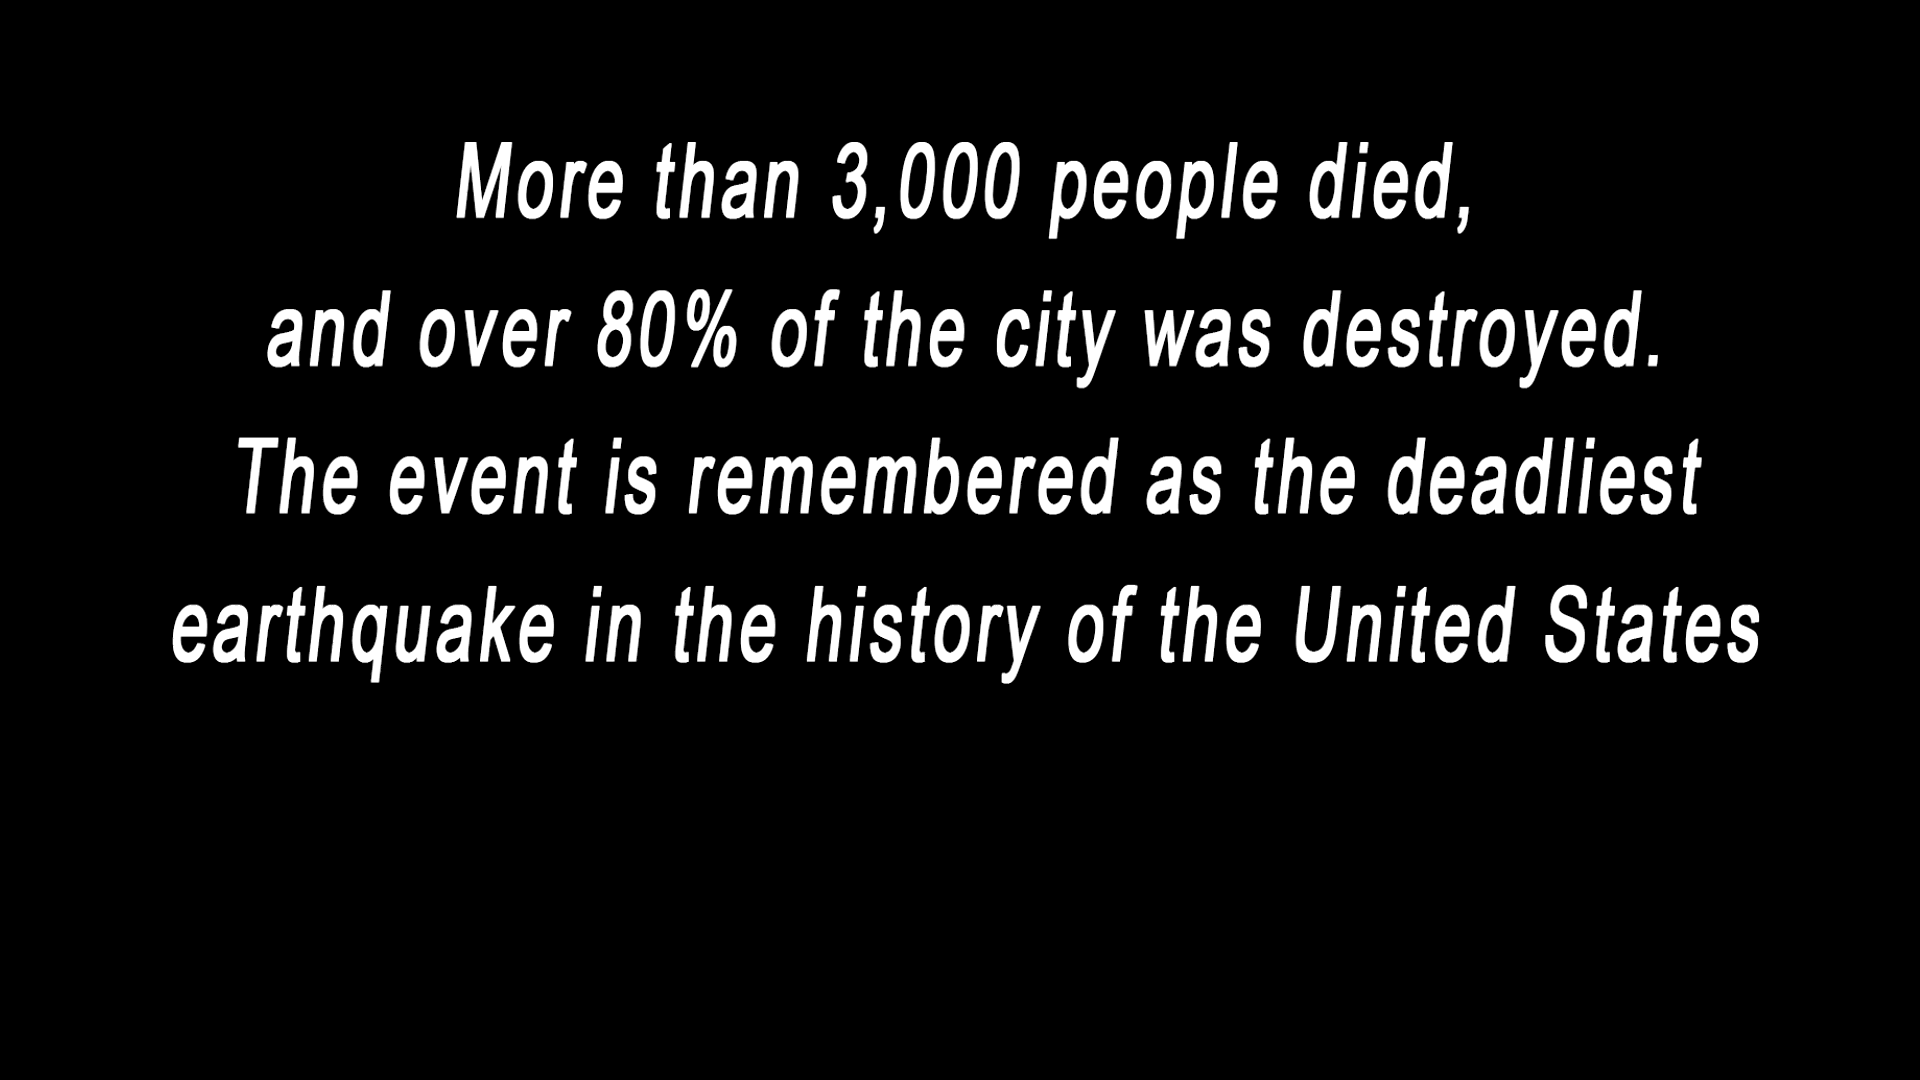 More than 3,000 people died,
and over 80% of the city was destroyed.
The event is remembered as the deadliest
earthquake in the history of the United States